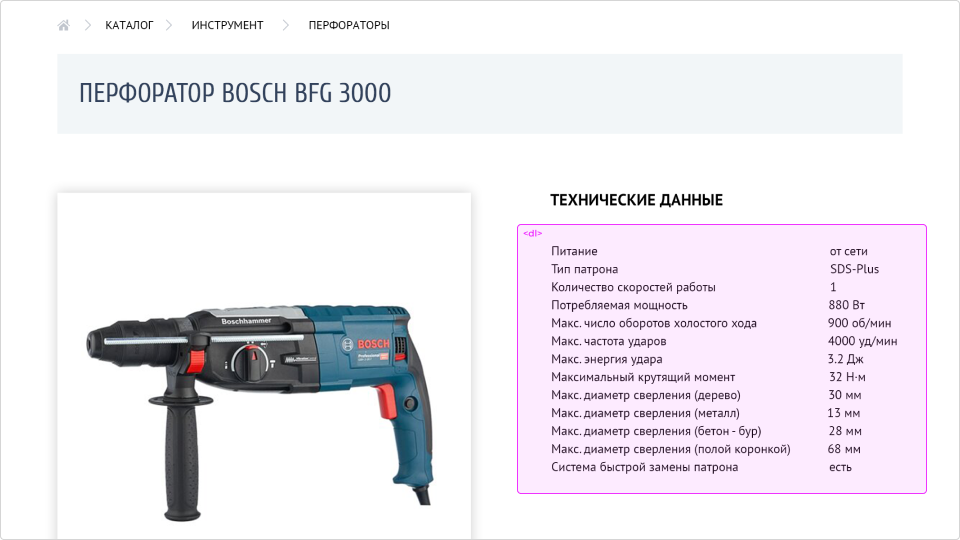 КАТАЛОГ ИНСТРУМЕНТ ПЕРФОРАТОРЫ
ПЕРФОРАТОР BOSCH BFG 3000
Boschhammer
BOSCH
Professional
ТЕХНИЧЕСКИЕ ДАННЫЕ
<dl>
Питание от сети
Тип патрона SDS-Plus
Количество скоростей работы 1
Потребляемая мощность 880 Вт
Макс. число оборотов холостого хода 900 об/мин
Макс. частота ударов 4000 уд/мин
Макс. энергия удара 3.2 Дж
Максимальный крутящий момент 32 Н·м
Макс. диаметр сверления (дерево) 30 мм
Макс. диаметр сверления (металл) 13 мм
Макс. диаметр сверления (бетон - бур) 28 мм
Макс. диаметр сверления (полой коронкой) 68 мм
Система быстрой замены патрона есть